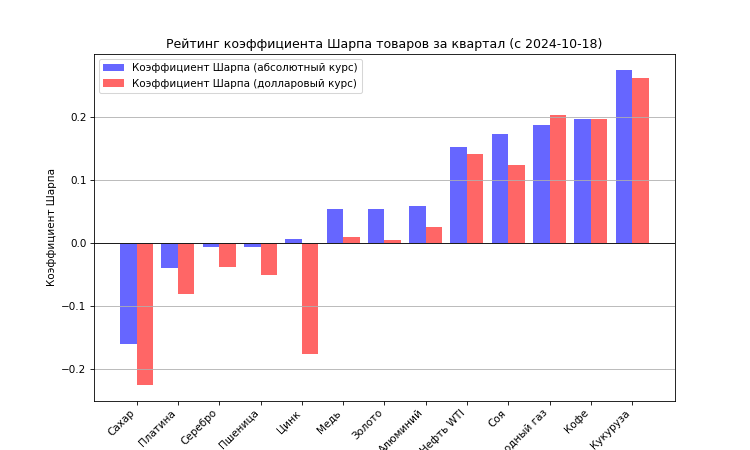 Рейтинг коэффициента Шарпа товаров за квартал (с 2024-10-18)
Коэффициент Шарпа (абсолютный курс)
Коэффициент Шарпа (долларовый курс)
Коэффициент Шарпа
0.2
0.1
0.0
−0.1
−0.2
Сахар
Платина
Серебро
Пшеница
Цинк
Медь
Золото
Алюминий
Нефть WTI
Соя
одный газ
Кофе
Кукуруза